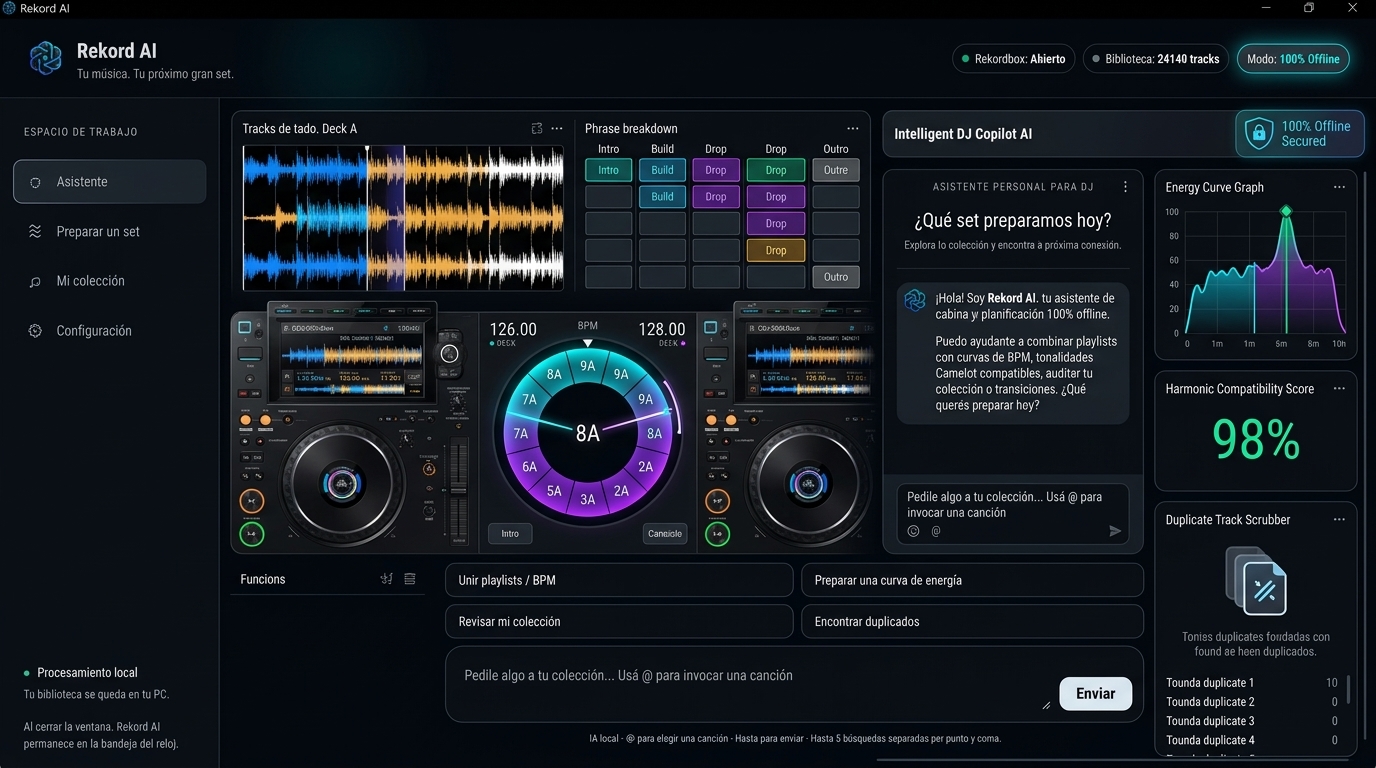 Rekord AI
Rekord AI
Tu música. Tu próximo gran set.
Rekordbox: Abierto
Biblioteca: 24140 tracks
Modo: 100% Offline
ESPACIO DE TRABAJO
Asistente
Preparar un set
Mi colección
Configuración
Procesamiento local
Tu biblioteca se queda en tu PC.
Al cerrar la ventana. Rekord AI
permanece en la bandeja del relo).
Tracks de tado. Deck A
Phrase breakdown
Intro Build Drop Drop Outro
Intro Build Drop Drop Outre
Build Drop Drop
Drop
Drop
Outro
126.00 BPM 128.00
DECX
DEEK
9A
8A 9A
7A 9A
7A 8A 8A
6A 2A
5A 2A
3A
Intro
Canciole
Funcions
Unir playlists / BPM
Preparar una curva de energía
Revisar mi colección
Encontrar duplicados
Pedile algo a tu colección... Usá @ para invocar una canción
Enviar
IA local - @ para elegir una canción - Hasta para enviar - Hasta 5 búsquedas separadas per punto y coma.
Intelligent DJ Copilot AI
100% Offline
Secured
ASISTENTE PERSONAL PARA DJ
¿Qué set preparamos hoy?
Explora lo colección y encontra a próxima conexión.
¡Hola! Soy Rekord AI. tu asistente de
cabina y planificación 100% offline.
Puedo ayudante a combinar playlists
con curvas de BPM, tonalidades
Camelot compatibles, auditar tu
colección o transiciones. ¿Qué
querés preparar hoy?
Pedile algo a tu colección... Usá @ para
invocar una canción
@
Energy Curve Graph
100
80
60
40
20
0
0 1m 1m 5m 8m 10h
Harmonic Compatibility Score
98%
Duplicate Track Scrubber
Tonies duplicates fordadas con
found ae heen duplicados.
Tounda duplicate 1 10
Tounda duplicate 2 0
Tounda duplicate 3 0
Tounda duplicate 4 0